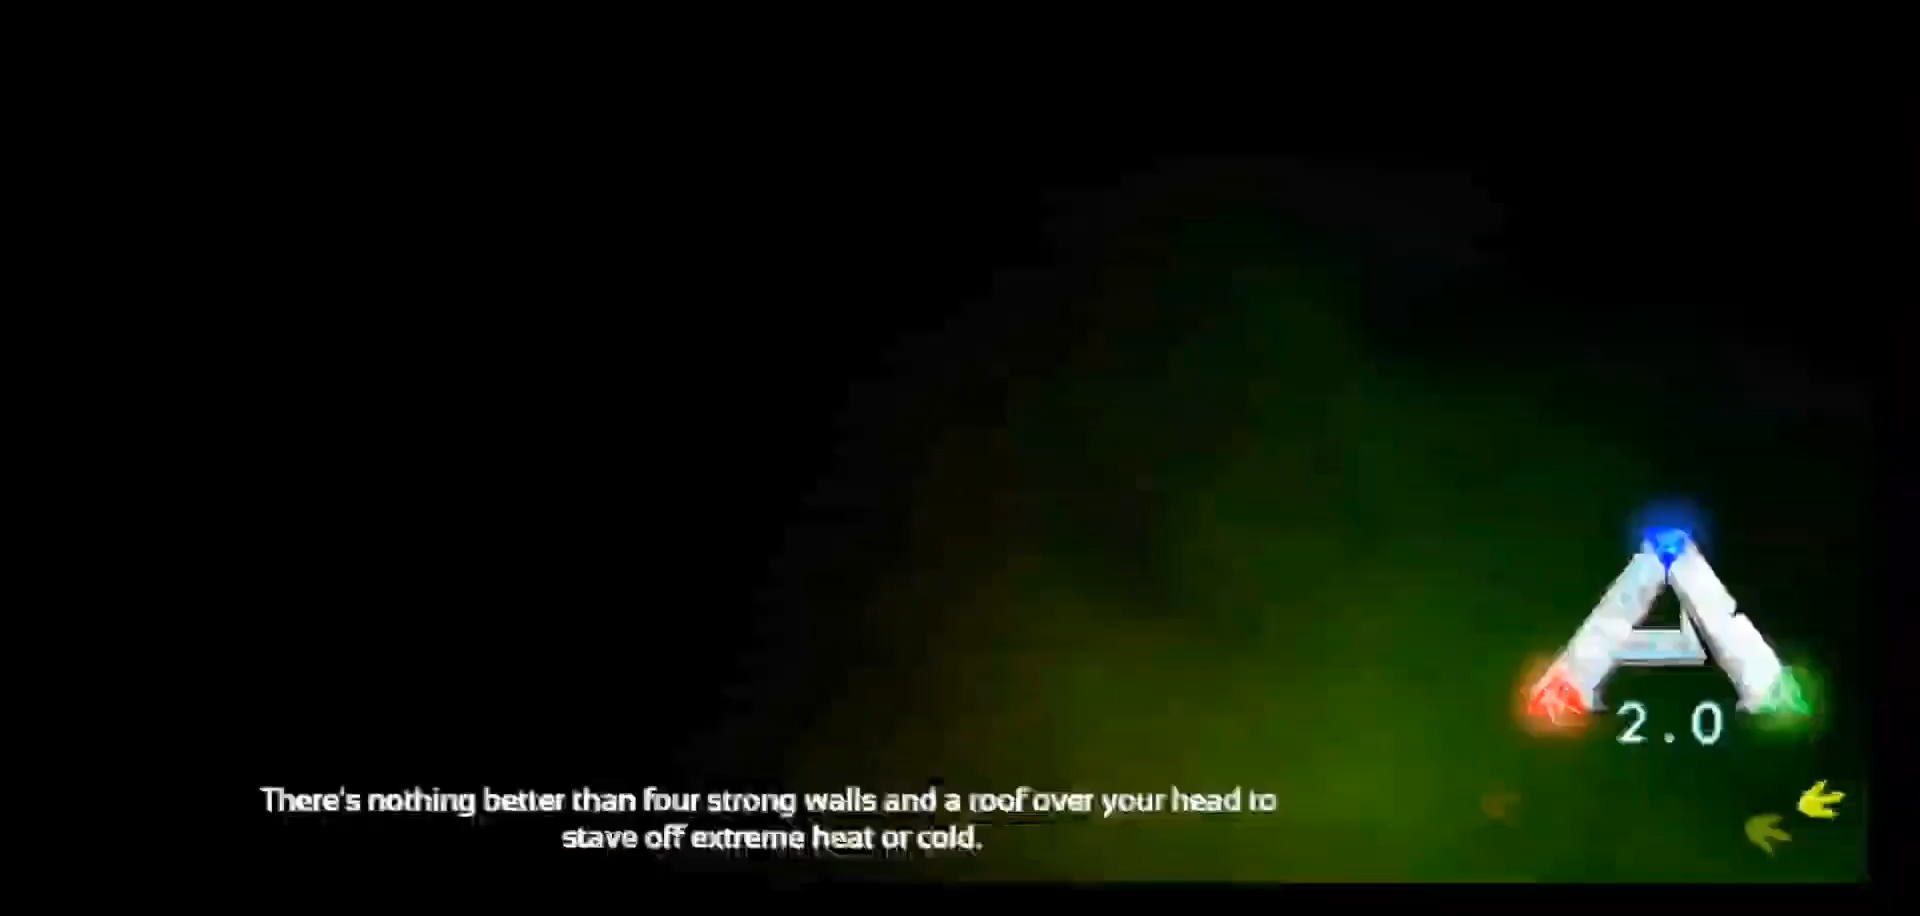 A
2.0
There's nothing better than four strong walls and a roof over your head to
stave off extreme heat or cold.